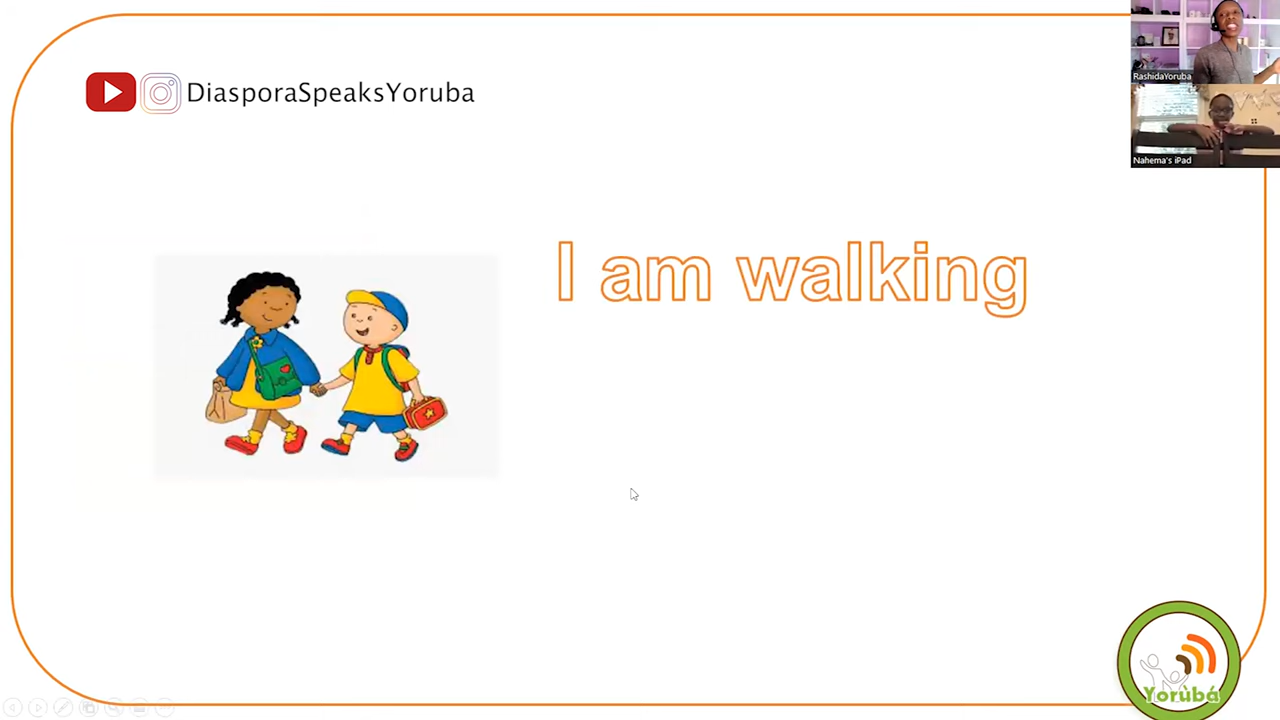 DiasporaSpeaksYoruba
RashidaYoruba
Nahema's iPad
I am walking
Yorùbá